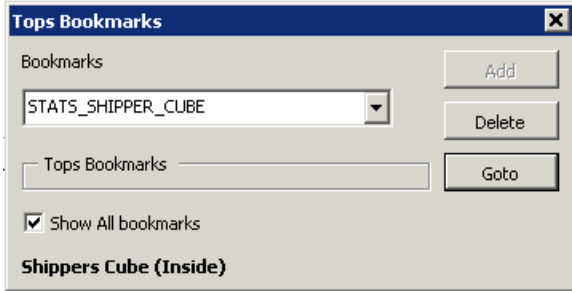 Tops Bookmarks
Bookmarks
Add
STATS_SHIPPER_CUBE
Delete
Tops Bookmarks
Goto
Show All bookmarks
Shippers Cube (Inside)